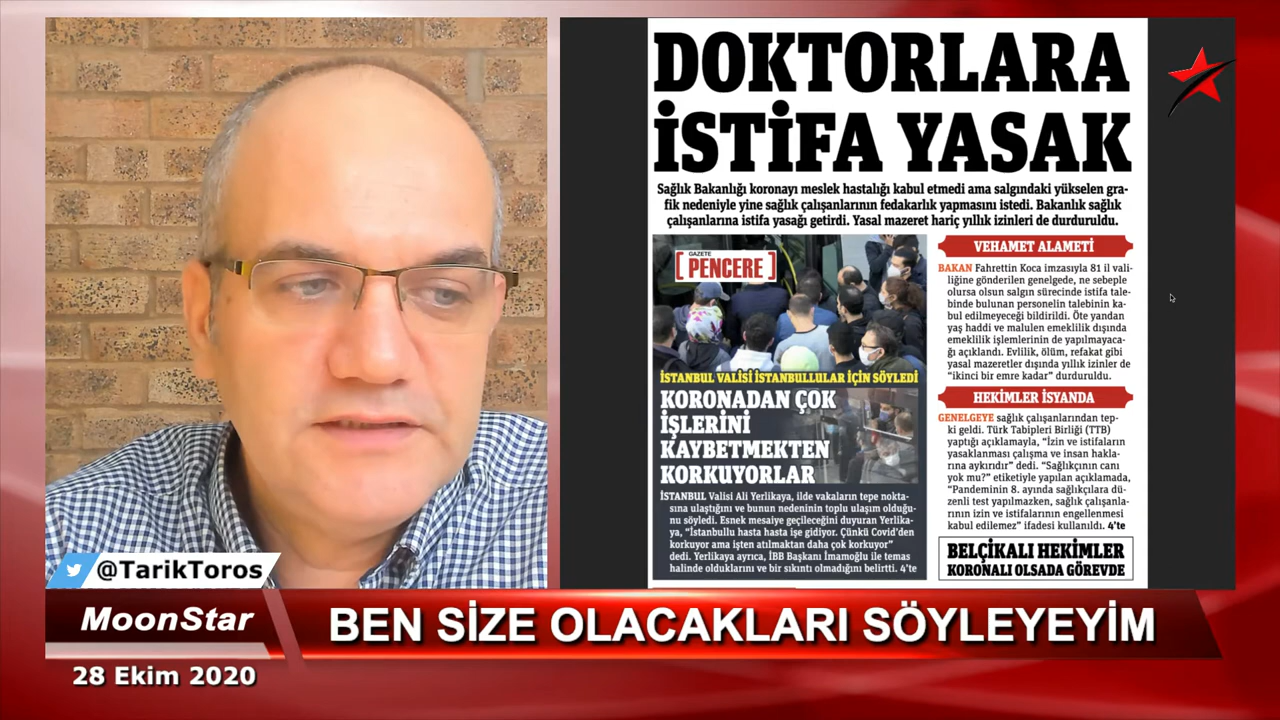 DOKTORLARA
İSTİFA YASAK
Sağlık Bakanlığı koronayı meslek hastalığı kabul etmedi ama salgındaki yükselen gra-
fik nedeniyle yine sağlık çalışanlarının fedakarlık yapmasını istedi. Bakanlık sağlık
çalışanlarına istifa yasağı getirdi. Yasal mazeret hariç yıllık izinleri de durduruldu.
GAZETE
[PENCERE]
İSTANBUL VALİSİ İSTANBULLULAR İÇİN SÖYLEDİ
KORONADAN ÇOK
İŞLERİNİ
KAYBETMEKTEN
KORKUYORLAR
İSTANBUL Valisi Ali Yerlikaya, ilde vakaların tepe nokta-
sına ulaştığını ve bunun nedeninin toplu ulaşım olduğu-
nu söyledi. Esnek mesaiye geçileceğini duyuran Yerlika-
ya, “İstanbullu hasta hasta işe gidiyor. Çünkü Covid’den
korkuyor ama işten atılmaktan daha çok korkuyor”
dedi. Yerlikaya ayrıca, İBB Başkanı İmamoğlu ile temas
halinde olduklarını ve bir sıkıntı olmadığını belirtti. 4’te
VEHAMET ALAMETİ
BAKAN Fahrettin Koca imzasıyla 81 il vali-
liğine gönderilen genelgede, ne sebeple
olursa olsun salgın sürecinde istifa tale-
binde bulunan personelin talebinin ka-
bul edilmeyeceği bildirildi. Öte yandan
yaş haddi ve malulen emeklilik dışında
emeklilik işlemlerinin de yapılmayaca-
ğı açıklandı. Evlilik, ölüm, refakat gibi
yasal mazeretler dışında yıllık izinler de
“ikinci bir emre kadar” durduruldu.
HEKİMLER İSYANDA
GENELGEYE sağlık çalışanlarından tep-
ki geldi. Türk Tabipleri Birliği (TTB)
yaptığı açıklamayla, “İzin ve istifaların
yasaklanması çalışma ve insan hakla-
rına aykırıdır” dedi. “Sağlıkçının canı
yok mu?” etiketiyle yapılan açıklamada,
“Pandeminin 8. ayında sağlıkçılara dü-
zenli test yapılmazken, sağlık çalışanla-
rının izin ve istifalarının engellenmesi
kabul edilemez” ifadesi kullanıldı. 4’te
BELÇİKALI HEKİMLER
KORONALI OLSADA GÖREVDE
@TarikToros
MoonStar
BEN SİZE OLACAKLARI SÖYLEYEYİM
28 Ekim 2020